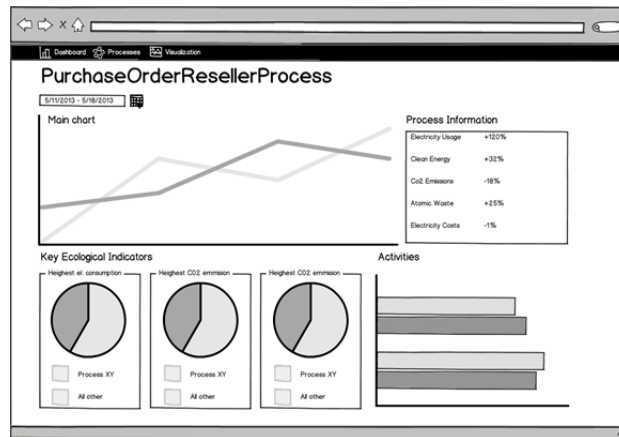 Dashboard Processes Visualization
PurchaseOrderResellerProcess
5/11/2013 - 5/18/2013
Main chart
Process Information
Electricity Usage +120%
Clean Energy +32%
Co2 Emissions -18%
Atomic Waste +25%
Electricity Costs -1%
Key Ecological Indicators
Heighest el. consumption
Process XY
All other
Heighest CO2 emmision
Process XY
All other
Heighest CO2 emmision
Process XY
All other
Activities